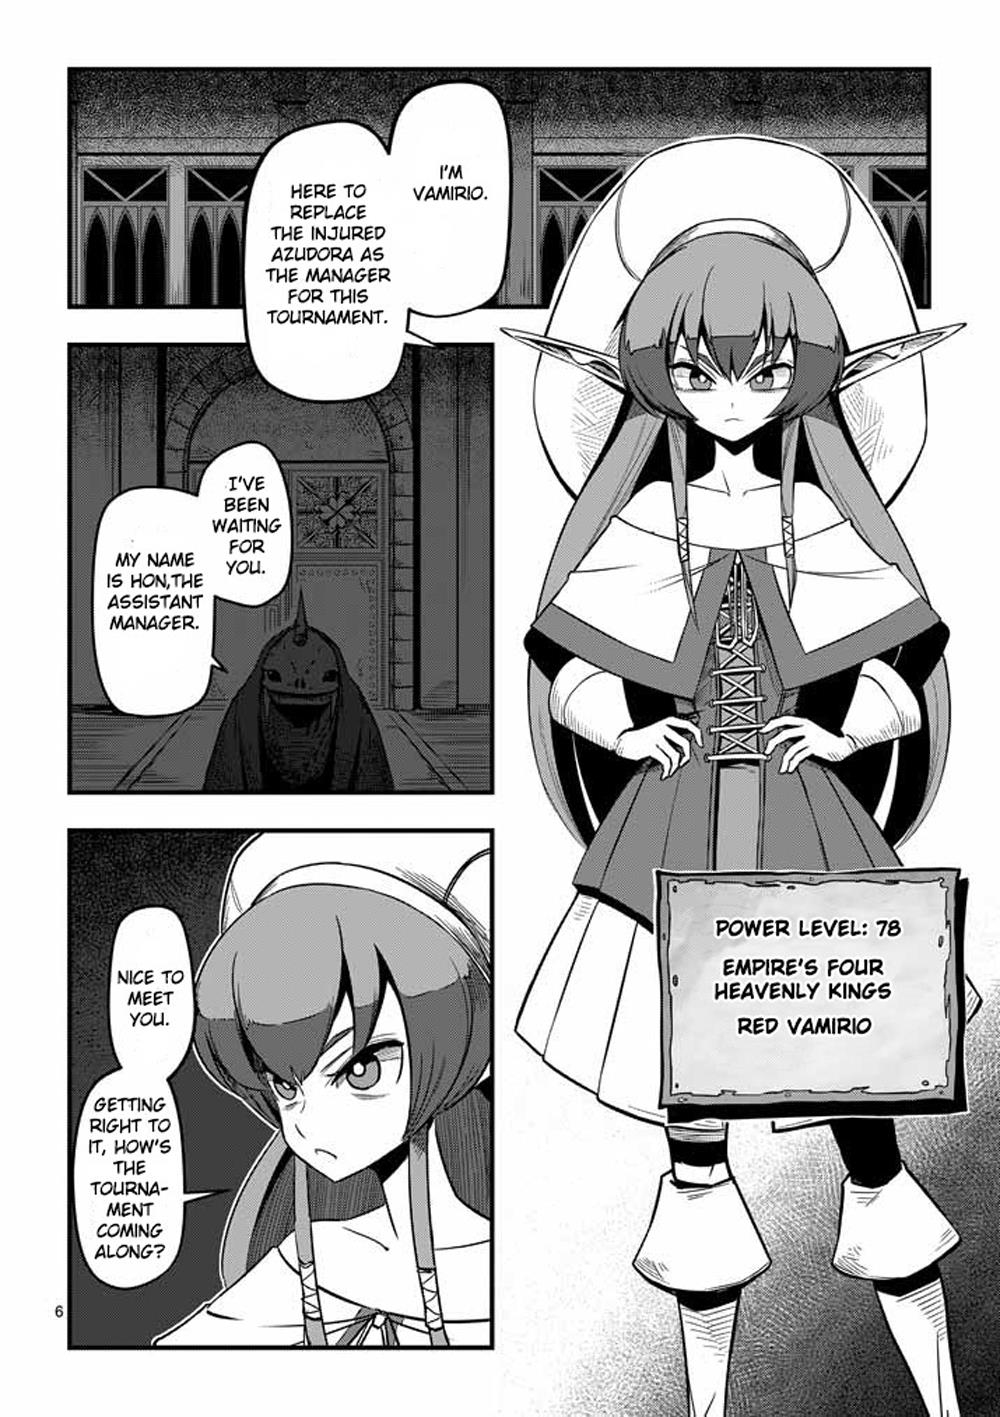 I'M
VAMIRIO.
HERE TO
REPLACE
THE INJURED
AZUDORA AS
THE MANAGER
FOR THIS
TOURNAMENT.
I'VE
BEEN
WAITING
FOR
YOU.
MY NAME
IS HON,THE
ASSISTANT
MANAGER.
POWER LEVEL: 78
EMPIRE'S FOUR
HEAVENLY KINGS
RED VAMIRIO
NICE TO
MEET
YOU.
GETTING
RIGHT TO
IT, HOW'S
THE
TOURNA-
MENT
COMING
ALONG?
6